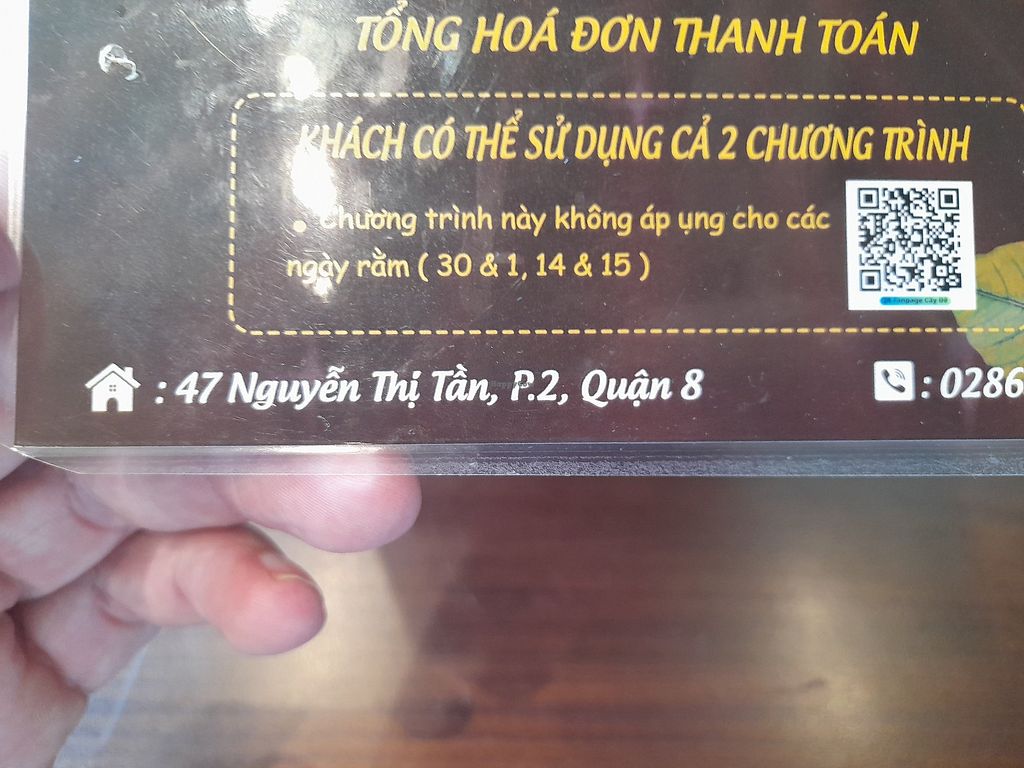 TỔNG HOÁ ĐƠN THANH TOÁN
KHÁCH CÓ THỂ SỬ DỤNG CẢ 2 CHƯƠNG TRÌNH
• Chương trình này không áp ụng cho các
ngày rằm ( 30 & 1, 14 & 15 )
: 47 Nguyễn Thị Tần, P.2, Quận 8
: 0286